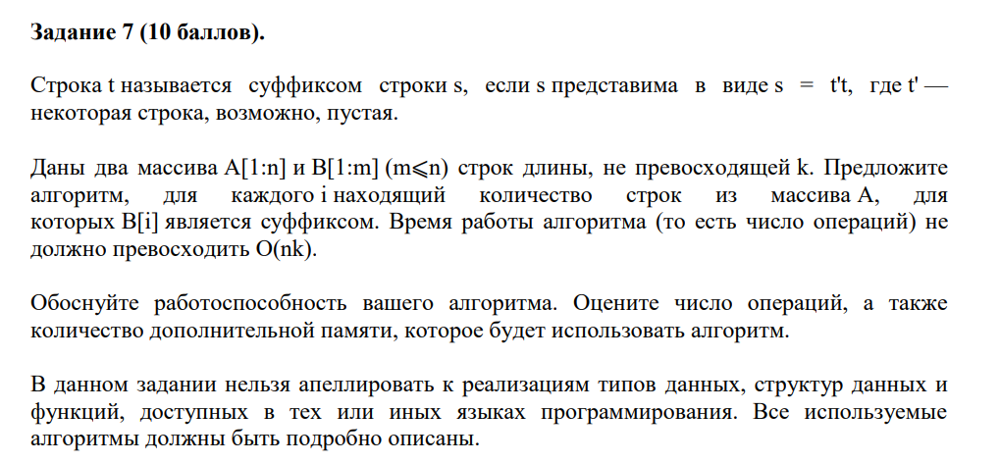 Задание 7 (10 баллов).
Строка t называется суффиксом строки s, если s представима в виде s = t't, где t' —
некоторая строка, возможно, пустая.
Даны два массива A[1:n] и B[1:m] (m⩽n) строк длины, не превосходящей k. Предложите
алгоритм, для каждого i находящий количество строк из массива A, для
которых B[i] является суффиксом. Время работы алгоритма (то есть число операций) не
должно превосходить O(nk).
Обоснуйте работоспособность вашего алгоритма. Оцените число операций, а также
количество дополнительной памяти, которое будет использовать алгоритм.
В данном задании нельзя апеллировать к реализациям типов данных, структур данных и
функций, доступных в тех или иных языках программирования. Все используемые
алгоритмы должны быть подробно описаны.